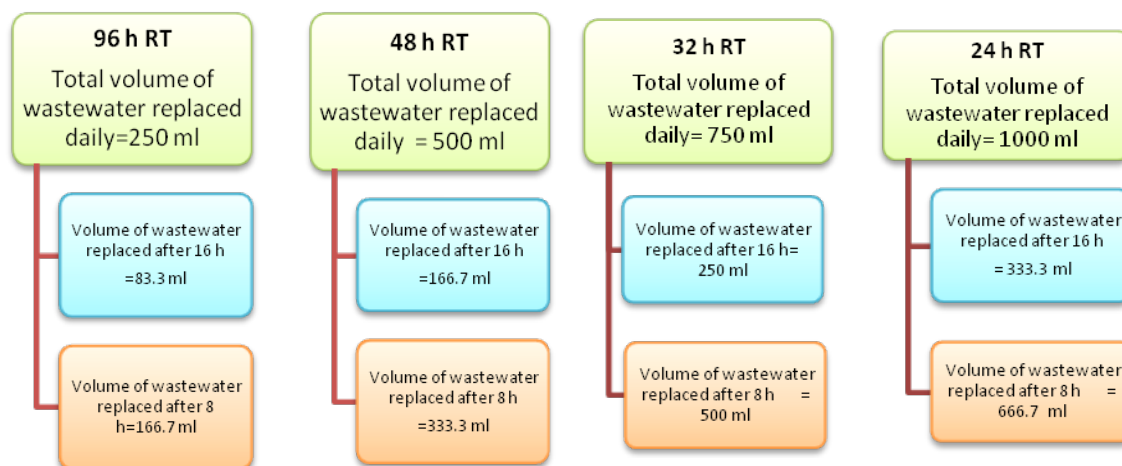 96 h RT
Total volume of
wastewater replaced
daily=250 ml
Volume of wastewater
replaced after 16 h
=83.3 ml
Volume of wastewater
replaced after 8
h=166.7 ml
48 h RT
Total volume of
wastewater replaced
daily = 500 ml
Volume of wastewater
replaced after 16 h
=166.7 ml
Volume of wastewater
replaced after 8 h
=333.3 ml
32 h RT
Total volume of
wastewater replaced
daily= 750 ml
Volume of wastewater
replaced after 16 h=
250 ml
Volume of wastewater
replaced after 8 h =
500 ml
24 h RT
Total volume of
wastewater replaced
daily= 1000 ml
Volume of wastewater
replaced after 16 h
= 333.3 ml
Volume of wastewater
replaced after 8 h =
666.7 ml